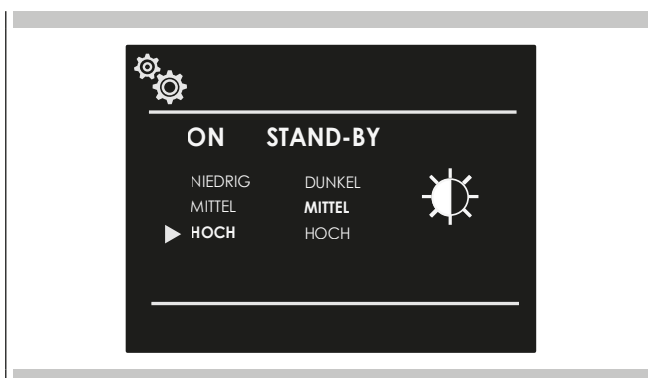 ON STAND-BY
NIEDRIG DUNKEL
MITTEL MITTEL
HOCH HOCH